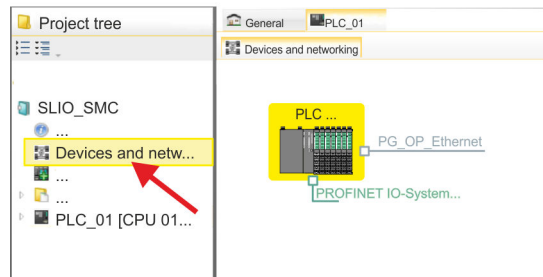 Project tree
General
PLC_01
Devices and networking
SLIO_SMC
...
Devices and netw...
...
...
PLC_01 [CPU 01...
PLC ...
PG_OP_Ethernet
PROFINET IO-System...